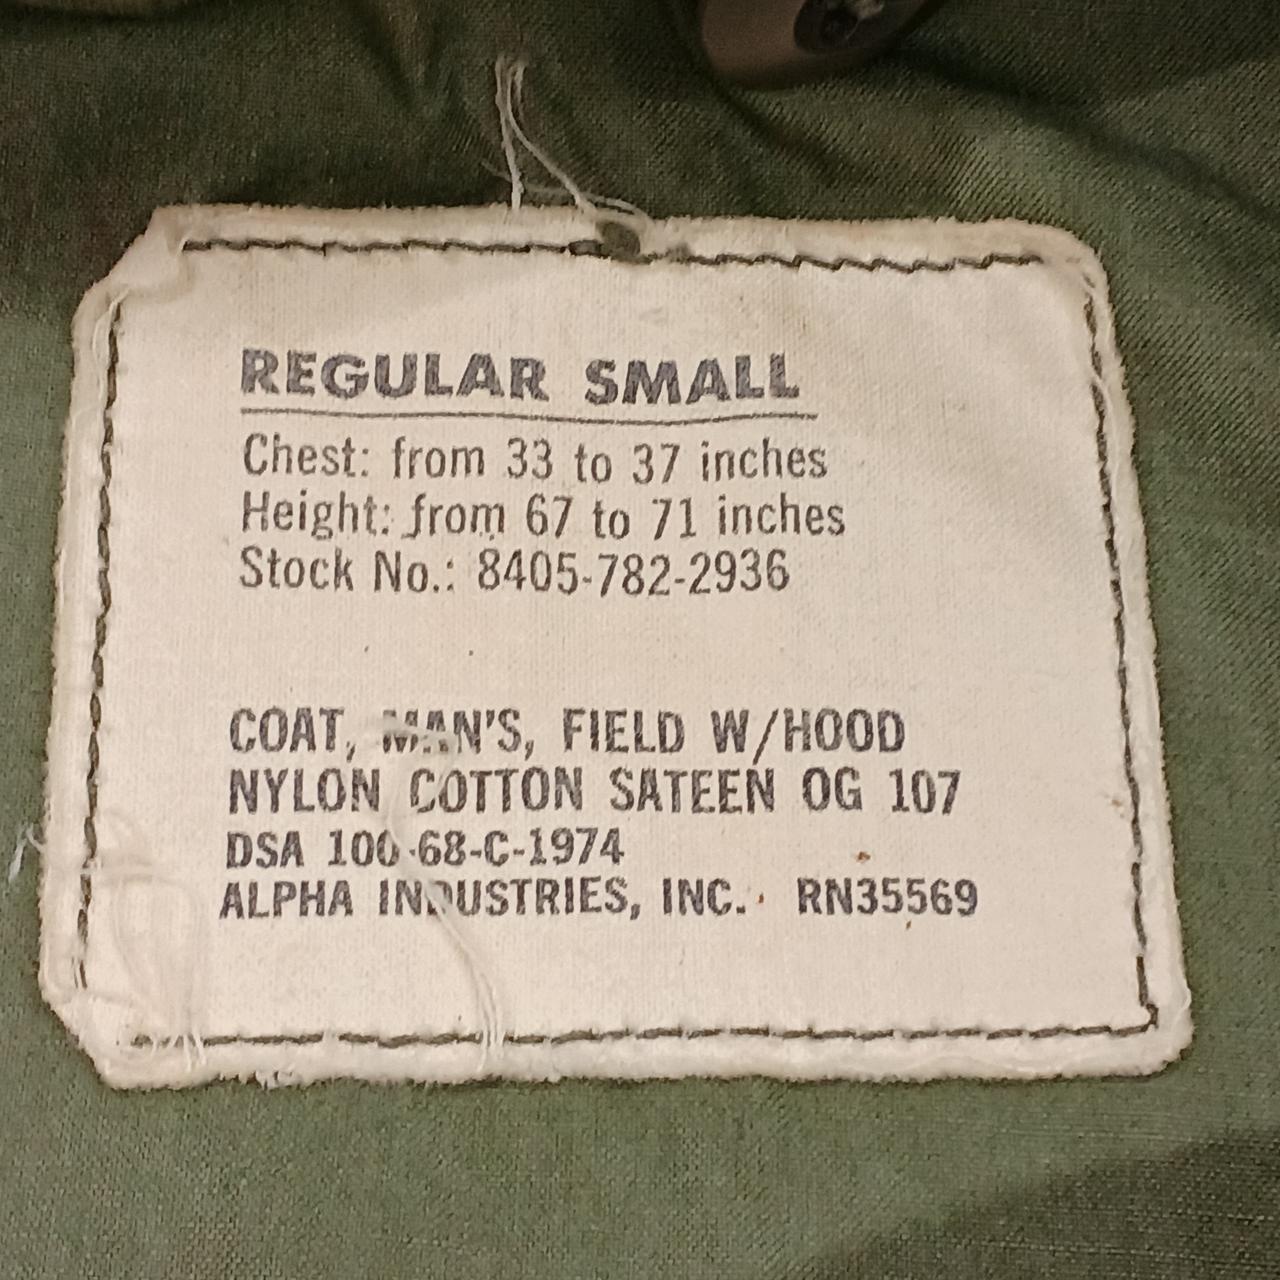 REGULAR SMALL
Chest: from 33 to 37 inches
Height: from 67 to 71 inches
Stock No.: 8405-782-2936
COAT, MAN'S, FIELD W/HOOD
NYLON COTTON SATEEN OG 107
DSA 100-68-C-1974
ALPHA INDUSTRIES, INC. RN35569